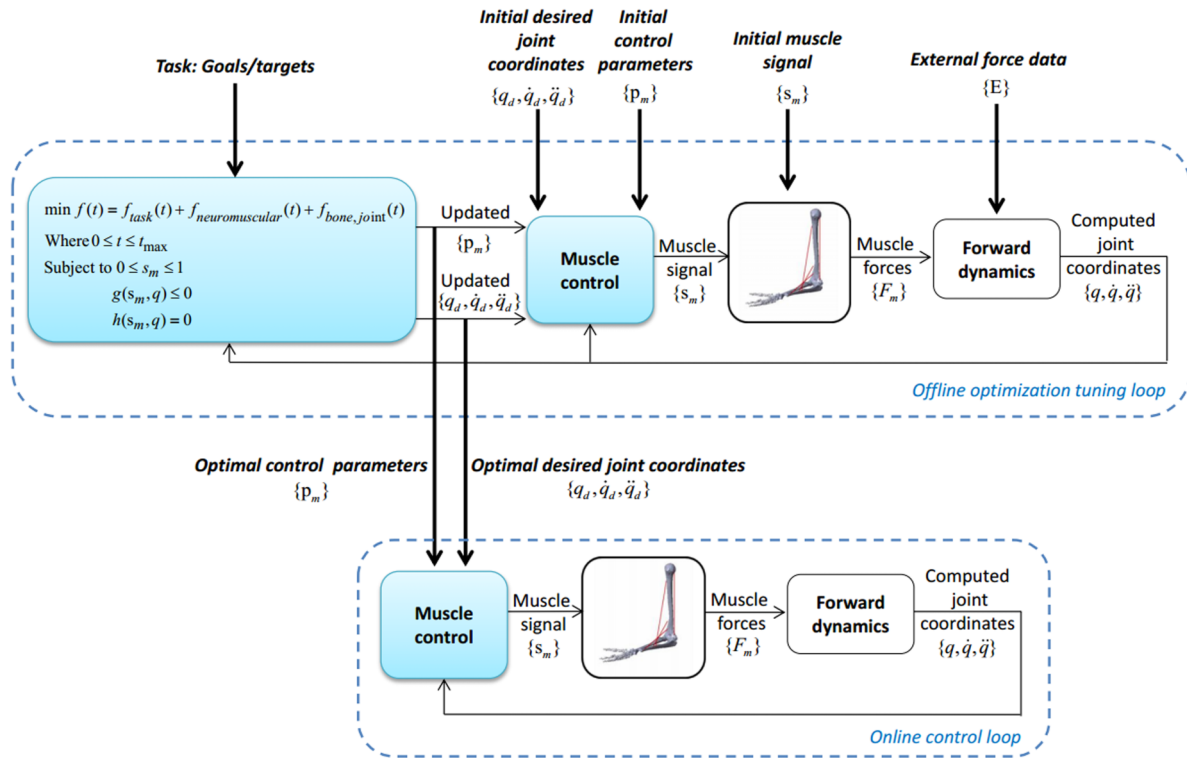 Task: Goals/targets
Initial desired
joint
coordinates
{q_d, q̇_d, q̈_d}
Initial
control
parameters
{p_m}
Initial muscle
signal
{s_m}
External force data
{E}
min f(t) = f_task(t) + f_neuromuscular(t) + f_bone,joint(t)
Where 0 ≤ t ≤ t_max
Subject to 0 ≤ s_m ≤ 1
g(s_m, q) ≤ 0
h(s_m, q) = 0
Updated
{p_m}
Updated
{q_d, q̇_d, q̈_d}
Muscle
control
Muscle
signal
{s_m}
Muscle
forces
{F_m}
Forward
dynamics
Computed
joint
coordinates
{q, q̇, q̈}
Offline optimization tuning loop
Optimal control parameters
{p_m}
Optimal desired joint coordinates
{q_d, q̇_d, q̈_d}
Muscle
control
Muscle
signal
{s_m}
Muscle
forces
{F_m}
Forward
dynamics
Computed
joint
coordinates
{q, q̇, q̈}
Online control loop